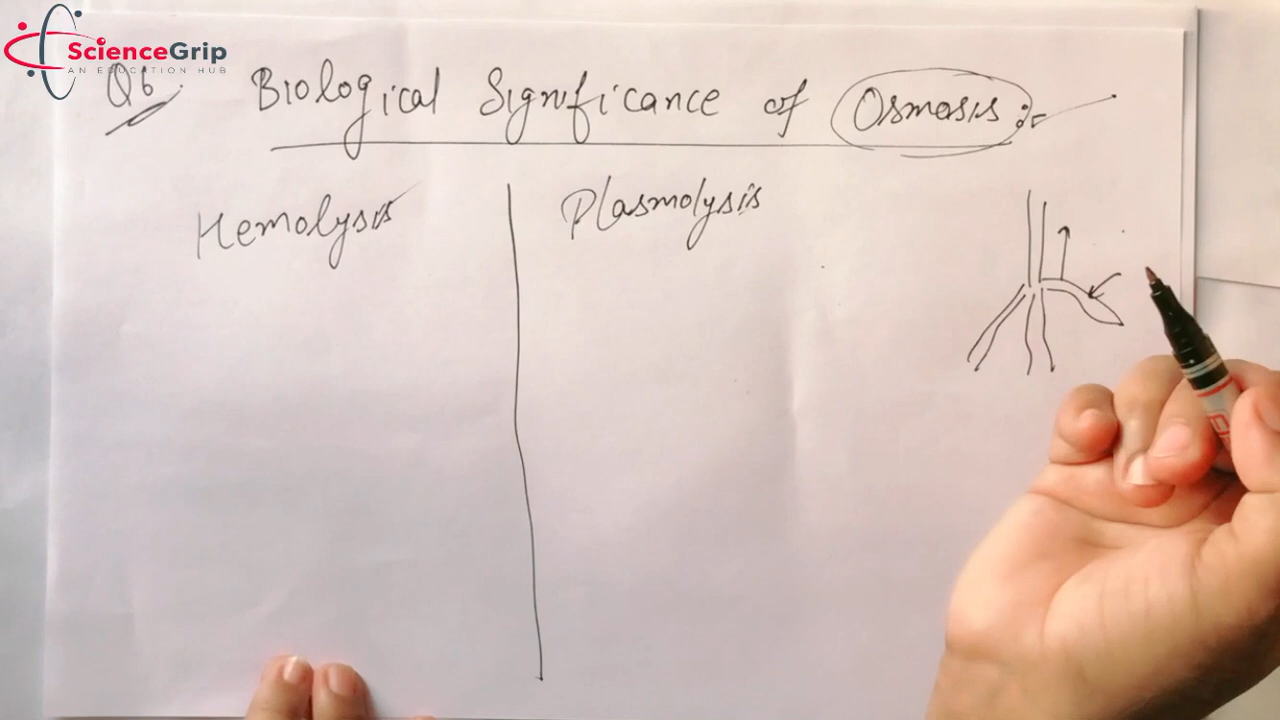 ScienceGrip
AN EDUCATION HUB
Q6. Biological Significance of Osmosis:-
Hemolysis
Plasmolysis